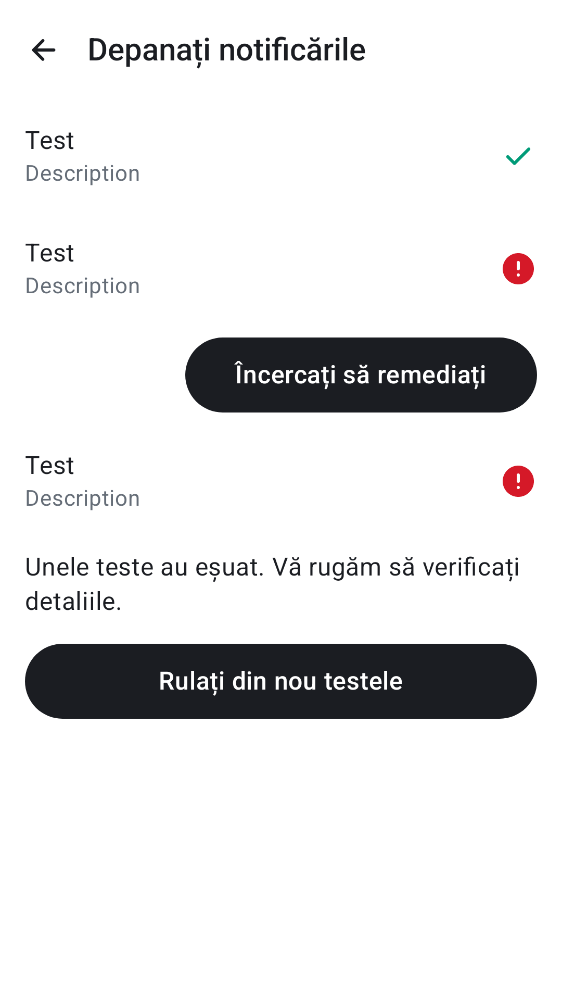 Depanați notificările
Test
Description
Test
Description
Încercați să remediați
Test
Description
Unele teste au eșuat. Vă rugăm să verificați
detaliile.
Rulați din nou testele